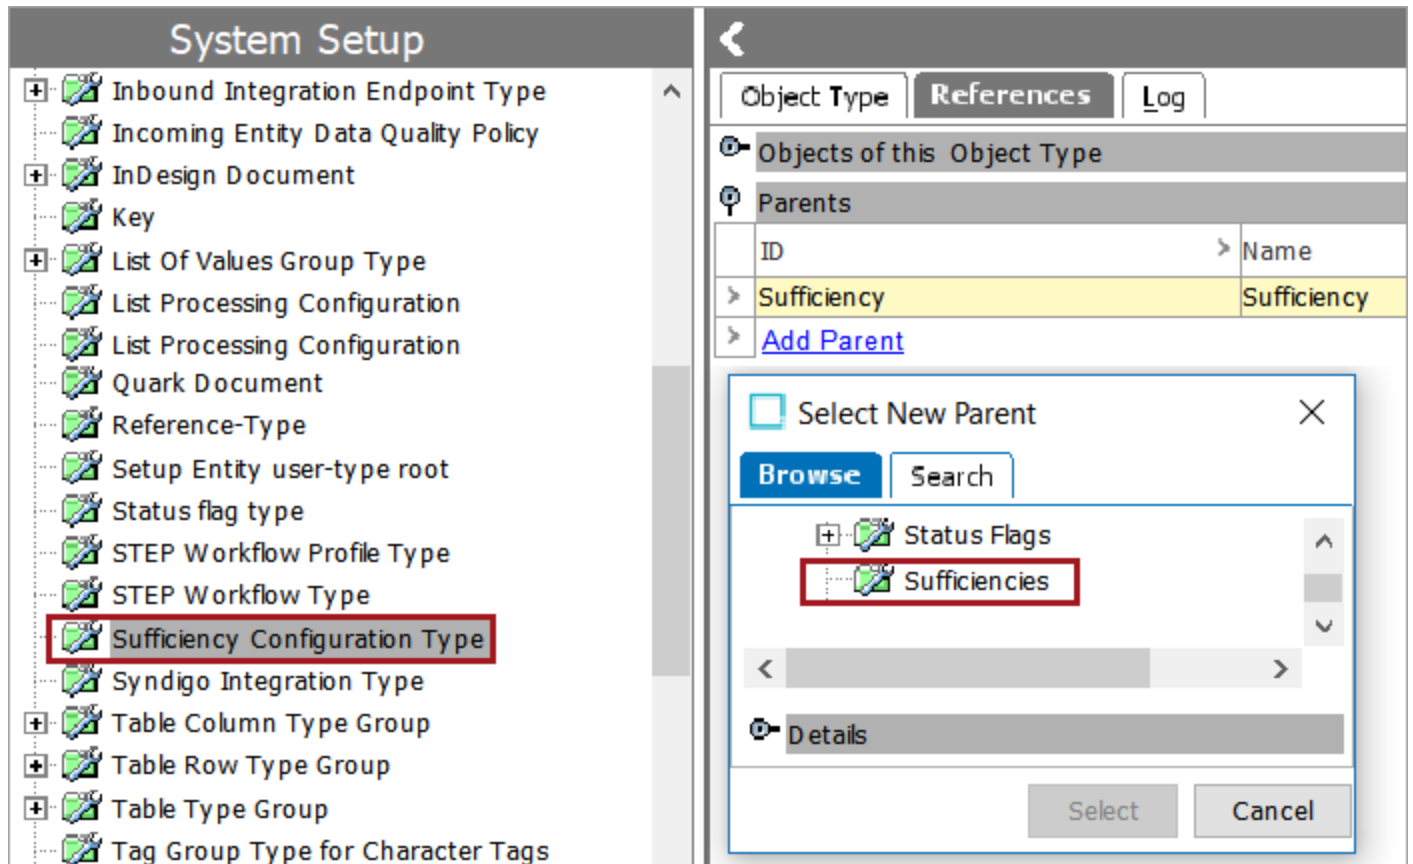 System Setup
Inbound Integration Endpoint Type
Incoming Entity Data Quality Policy
InDesign Document
Key
List Of Values Group Type
List Processing Configuration
List Processing Configuration
Quark Document
Reference-Type
Setup Entity user-type root
Status flag type
STEP Workflow Profile Type
STEP Workflow Type
Sufficiency Configuration Type
Syndigo Integration Type
Table Column Type Group
Table Row Type Group
Table Type Group
Tag Group Type for Character Tags
Object Type References Log
Objects of this Object Type
Parents
ID Name
Sufficiency Sufficiency
Add Parent
Select New Parent
Browse Search
Status Flags
Sufficiencies
Details
Select Cancel